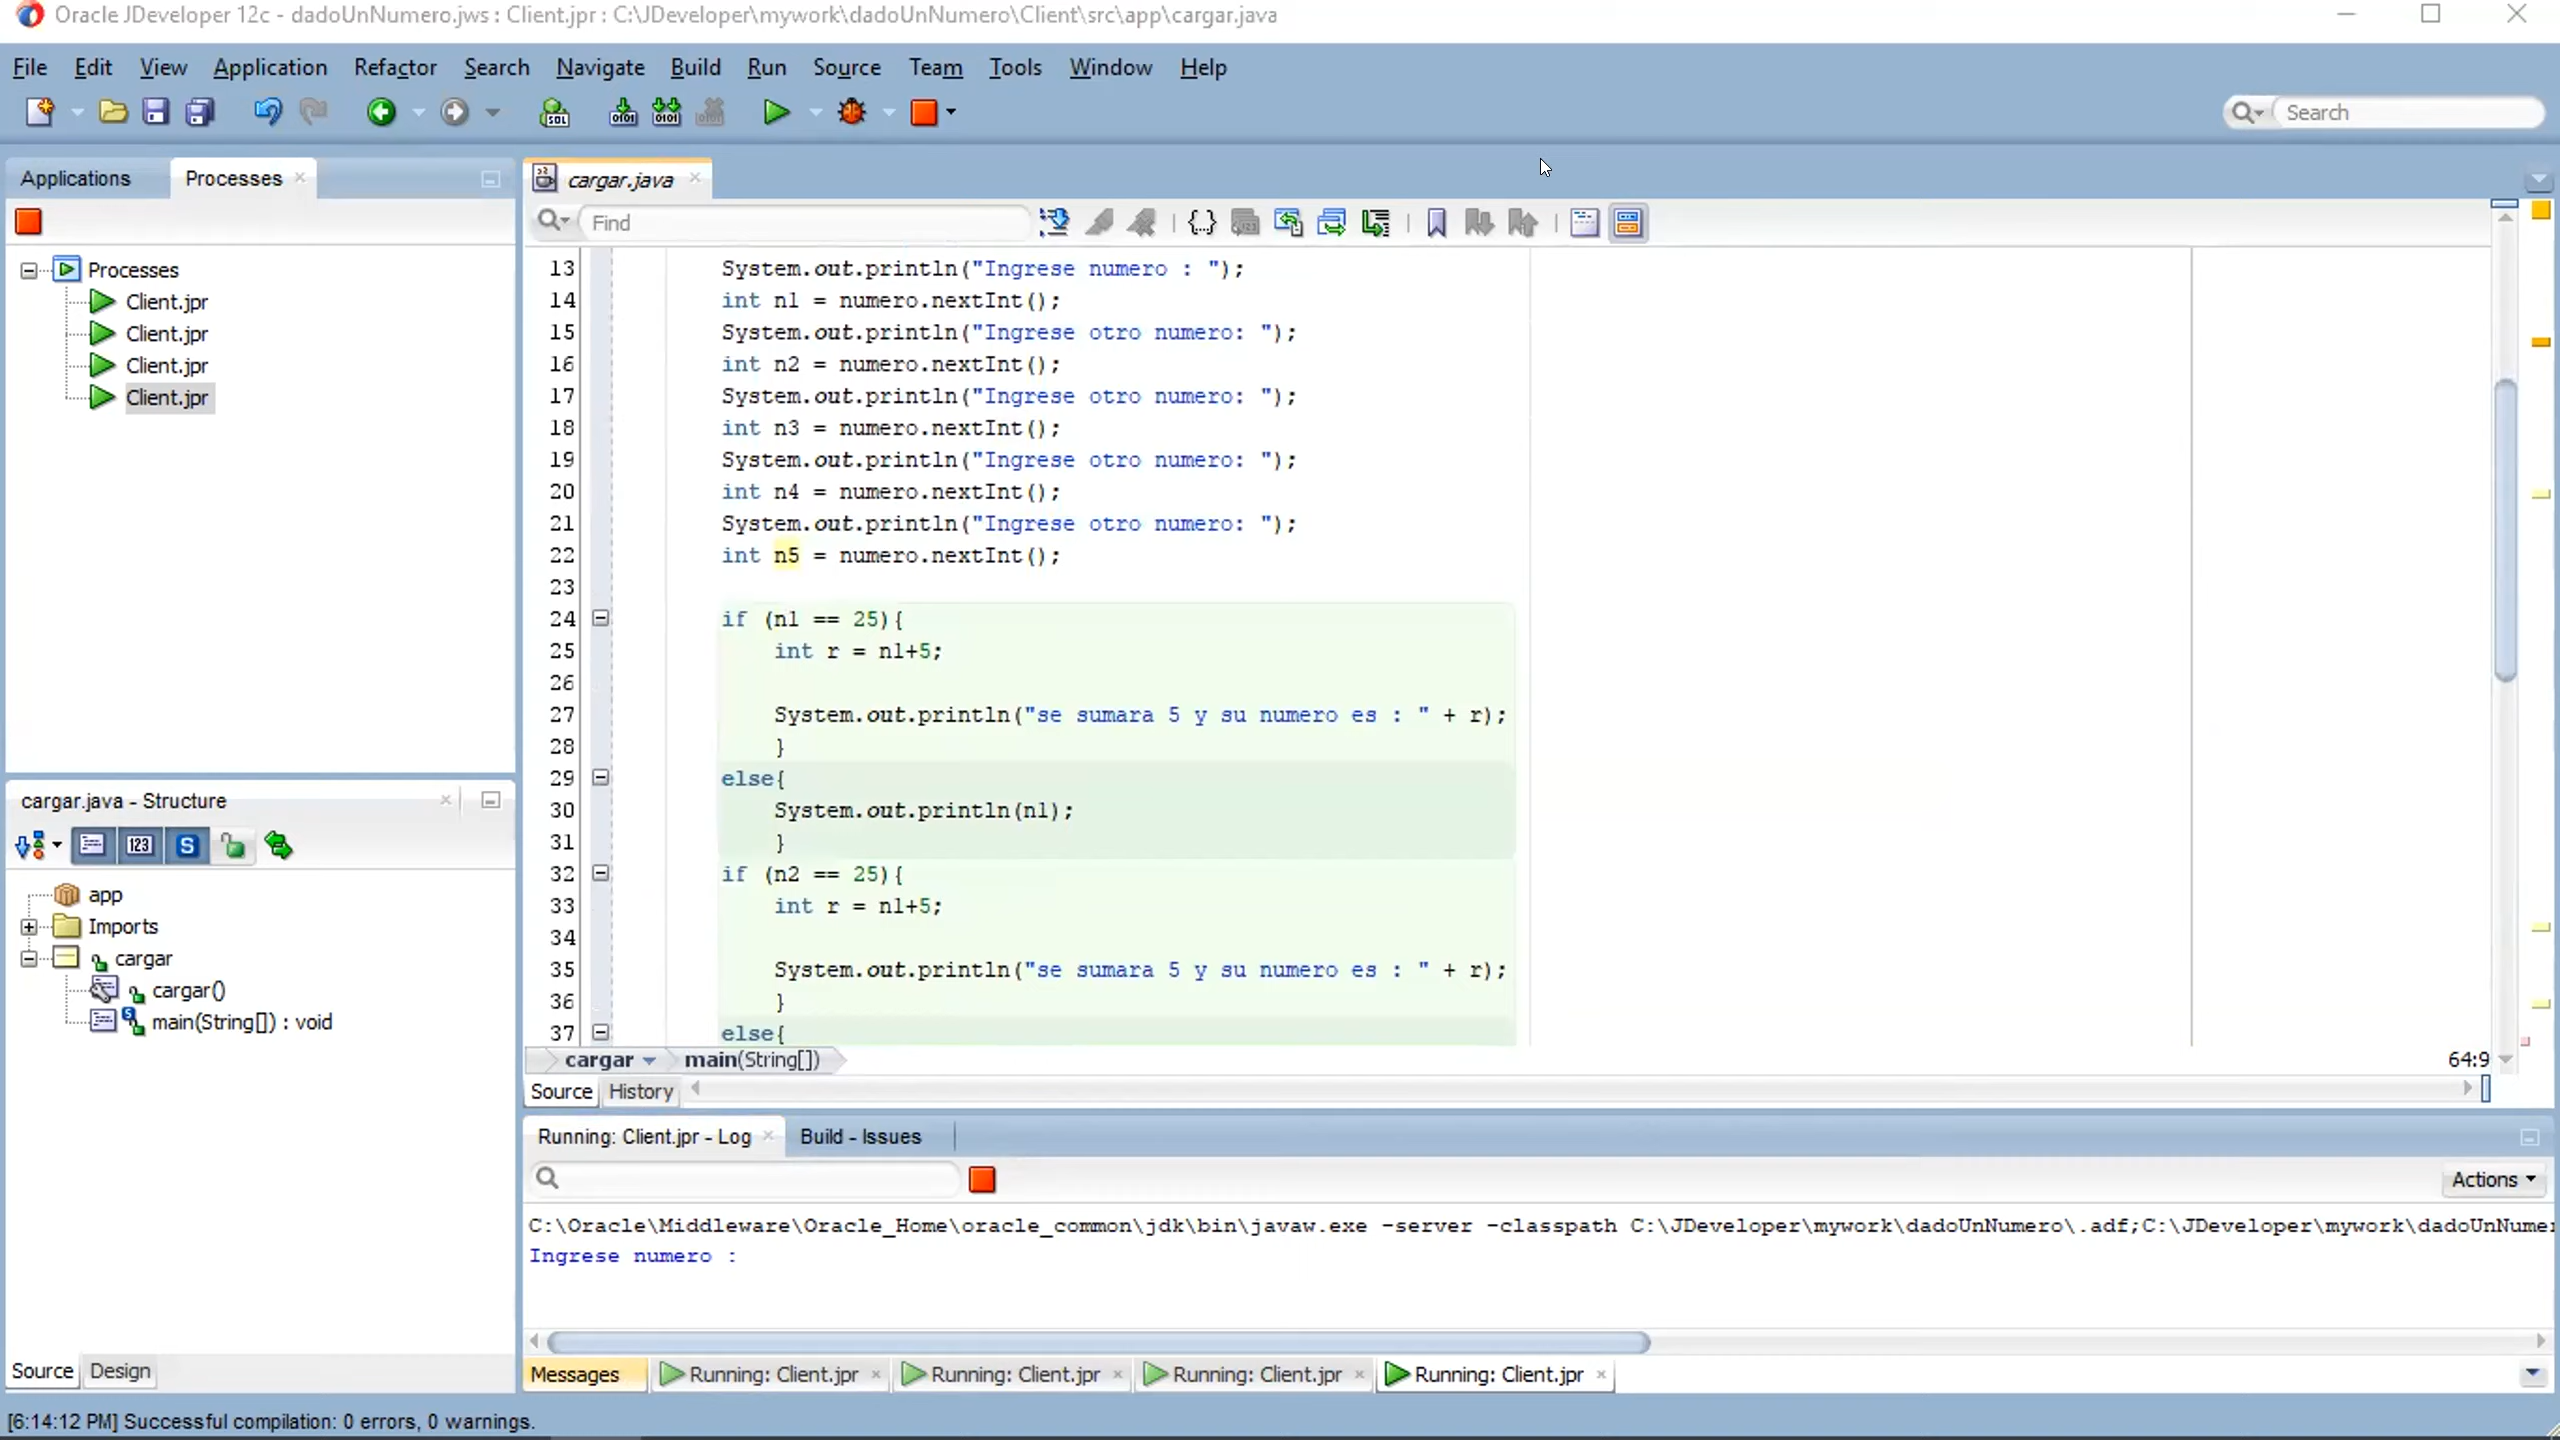 Oracle JDeveloper 12c - dadoUnNumero.jws : Client.jpr : C:\JDeveloper\mywork\dadoUnNumero\Client\src\app\cargar.java
File Edit View Application Refactor Search Navigate Build Run Source Team Tools Window Help
Search
Applications Processes
Processes
Client.jpr
Client.jpr
Client.jpr
Client.jpr
cargar.java - Structure
app
Imports
cargar
cargar()
main(String[]) : void
Source Design
cargar.java
Find
13 System.out.println("Ingrese numero : ");
14 int n1 = numero.nextInt();
15 System.out.println("Ingrese otro numero: ");
16 int n2 = numero.nextInt();
17 System.out.println("Ingrese otro numero: ");
18 int n3 = numero.nextInt();
19 System.out.println("Ingrese otro numero: ");
20 int n4 = numero.nextInt();
21 System.out.println("Ingrese otro numero: ");
22 int n5 = numero.nextInt();
23
24 if (n1 == 25){
25 int r = n1+5;
26
27 System.out.println("se sumara 5 y su numero es : " + r);
28 }
29 else{
30 System.out.println(n1);
31 }
32 if (n2 == 25){
33 int r = n1+5;
34
35 System.out.println("se sumara 5 y su numero es : " + r);
36 }
37 else{
cargar main(String[])
64:9
Source History
Running: Client.jpr - Log Build - Issues
Actions
C:\Oracle\Middleware\Oracle_Home\oracle_common\jdk\bin\javaw.exe -server -classpath C:\JDeveloper\mywork\dadoUnNumero\.adf;C:\JDeveloper\mywork\dadoUnNumer
Ingrese numero :
Messages Running: Client.jpr Running: Client.jpr Running: Client.jpr Running: Client.jpr
[6:14:12 PM] Successful compilation: 0 errors, 0 warnings.